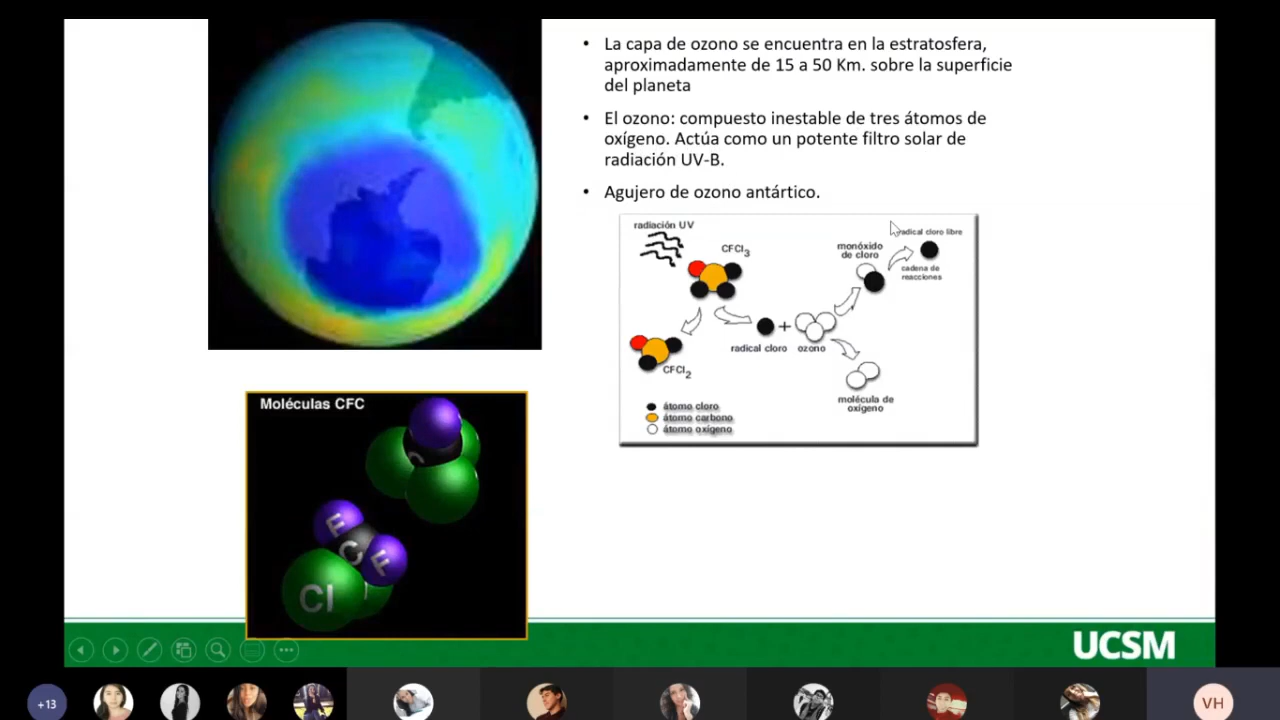 La capa de ozono se encuentra en la estratosfera,
aproximadamente de 15 a 50 Km. sobre la superficie
del planeta
El ozono: compuesto inestable de tres átomos de
oxígeno. Actúa como un potente filtro solar de
radiación UV-B.
Agujero de ozono antártico.
radiación UV
CFCl3
monóxido
de cloro
radical cloro libre
cadena de
reacciones
radical cloro
ozono
CFCl2
molécula de
oxígeno
átomo cloro
átomo carbono
átomo oxígeno
Moléculas CFC
C
F
C
F
Cl
UCSM
+13
VH